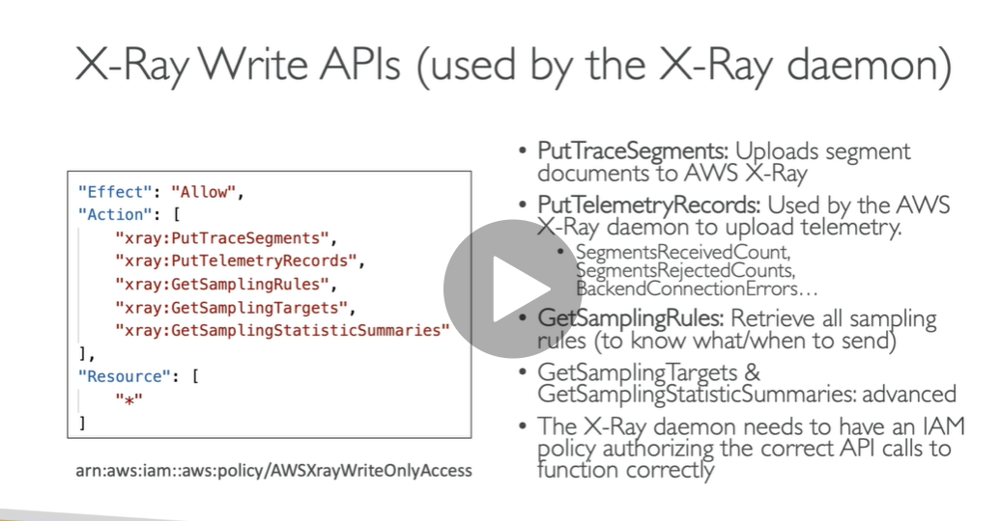 X-Ray Write APIs (used by the X-Ray daemon)
"Effect": "Allow",
"Action": [
"xray:PutTraceSegments",
"xray:PutTelemetryRecords",
"xray:GetSamplingRules",
"xray:GetSamplingTargets",
"xray:GetSamplingStatisticSummaries"
],
"Resource": [
"*"
]
arn:aws:iam::aws:policy/AWSXrayWriteOnlyAccess
• PutTraceSegments: Uploads segment
documents to AWS X-Ray
• PutTelemetryRecords: Used by the AWS
X-Ray daemon to upload telemetry.
• SegmentsReceivedCount,
SegmentsRejectedCounts,
BackendConnectionErrors…
• GetSamplingRules: Retrieve all sampling
rules (to know what/when to send)
• GetSamplingTargets &
GetSamplingStatisticSummaries: advanced
• The X-Ray daemon needs to have an IAM
policy authorizing the correct API calls to
function correctly